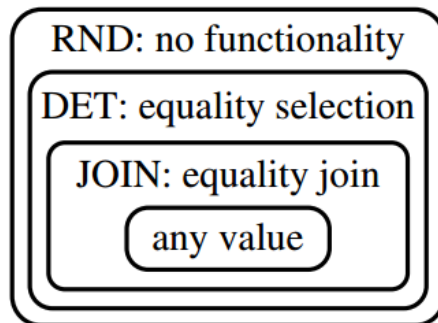 RND: no functionality
DET: equality selection
JOIN: equality join
any value